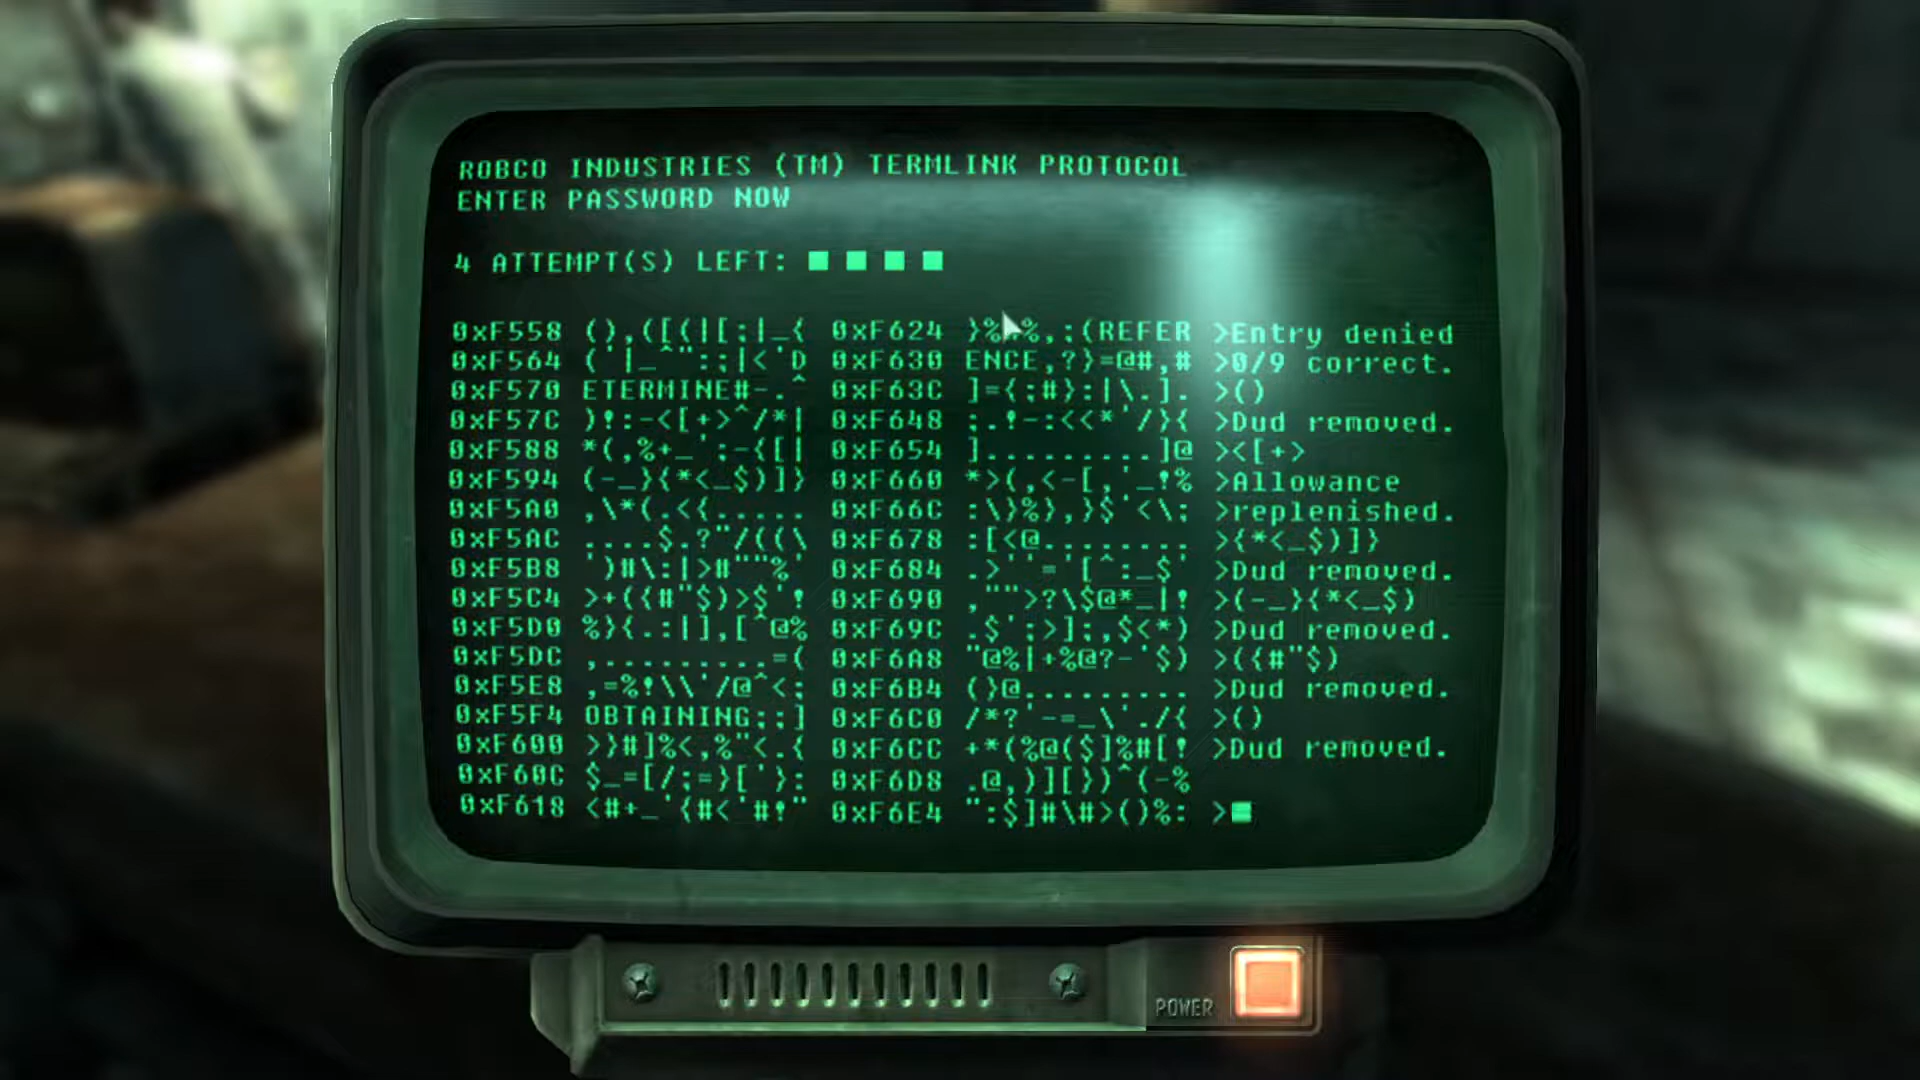 ROBCO INDUSTRIES (TM) TERMLINK PROTOCOL
ENTER PASSWORD NOW
4 ATTEMPT(S) LEFT: ■ ■ ■ ■
0xF558 (),([(|[;|_{ 0xF624 }% %,:(REFER >Entry denied
0xF564 ('|_^":;|<'D 0xF630 ENCE,?}=@#,# >0/9 correct.
0xF570 ETERMINE#-.^ 0xF63C ]={;#}:|\.]. >()
0xF57C )!:-<[+>^/*| 0xF648 :.!-:<<*'/}{ >Dud removed.
0xF588 *(,%+_';-{[| 0xF654 ]..........]@ ><[+>
0xF594 (-_}{*<_$)]} 0xF660 *>(,<-[,'_!% >Allowance
0xF5A0 ,\*(.<{..... 0xF66C :\}%},}$'<\; >replenished.
0xF5AC ....$.?"/((\ 0xF678 :[<@........ >{*<_$)]}
0xF5B8 ')#\:|>#""%' 0xF684 .>''='[^:_$' >Dud removed.
0xF5C4 >+({#"$)>$'! 0xF690 ,"">?\$@*_|! >(-_}{*<_$)
0xF5D0 %}{.:|],[^@% 0xF69C .$';>];,$<*) >Dud removed.
0xF5DC ,.........=( 0xF6A8 "@%|+%@?-'$) >({#"$)
0xF5E8 ,=%!\\'/@^<; 0xF6B4 ()@......... >Dud removed.
0xF5F4 OBTAINING;;] 0xF6C0 /*?'-=_\'./{ >()
0xF600 >}#]%<,%"<.{ 0xF6CC +*(%@($]%#[! >Dud removed.
0xF60C $_=[/;=}['}: 0xF6D8 .@,)][})^(-%
0xF618 <#+_'{#<'#!" 0xF6E4 ":$]#\#>()%: >■
POWER